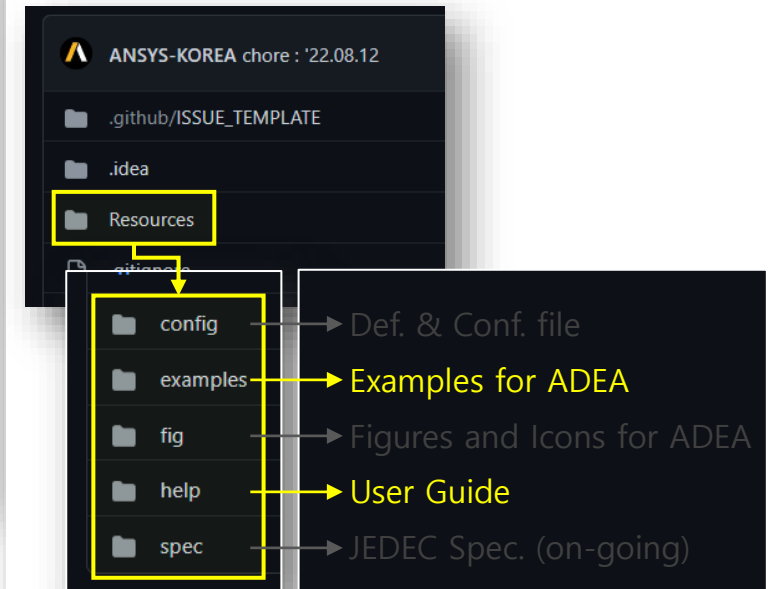 ANSYS-KOREA chore : '22.08.12
.github/ISSUE_TEMPLATE
.idea
Resources
.gitignore
config Def. & Conf. file
examples Examples for ADEA
fig Figures and Icons for ADEA
help User Guide
spec JEDEC Spec. (on-going)